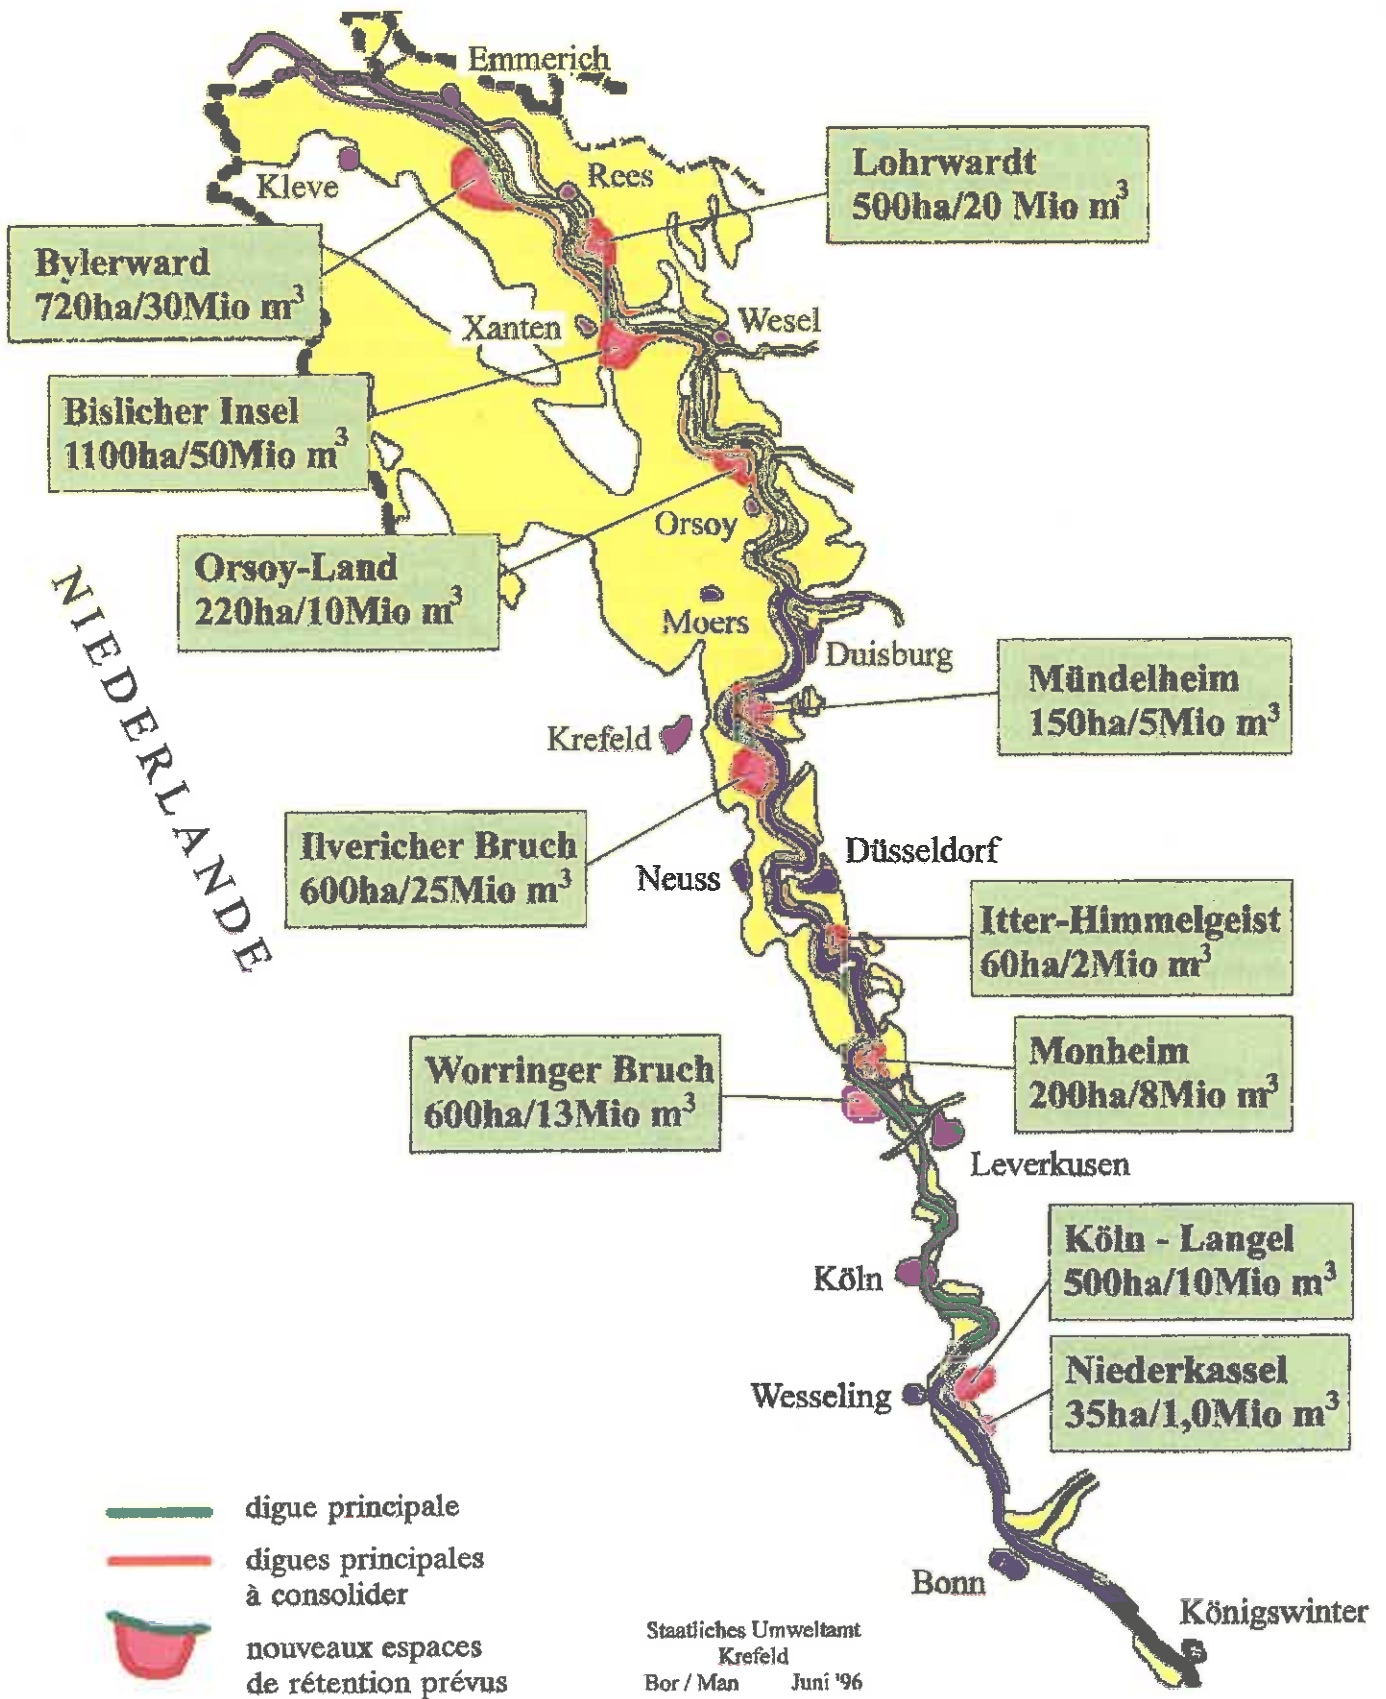 Emmerich
Kleve
Rees
Lohrwardt
500ha/20 Mio m³
Bylerward
720ha/30Mio m³
Xanten
Wesel
Bislicher Insel
1100ha/50Mio m³
Orsoy
Orsoy-Land
220ha/10Mio m³
NIEDERLANDE
Moers
Duisburg
Mündelheim
150ha/5Mio m³
Krefeld
Ilvericher Bruch
600ha/25Mio m³
Neuss
Düsseldorf
Itter-Himmelgeist
60ha/2Mio m³
Worringer Bruch
600ha/13Mio m³
Monheim
200ha/8Mio m³
Leverkusen
Köln
Köln - Langel
500ha/10Mio m³
Wesseling
Niederkassel
35ha/1,0Mio m³
Bonn
Königswinter
digue principale
digues principales
à consolider
nouveaux espaces
de rétention prévus
Staatliches Umweltamt
Krefeld
Bor / Man Juni '96